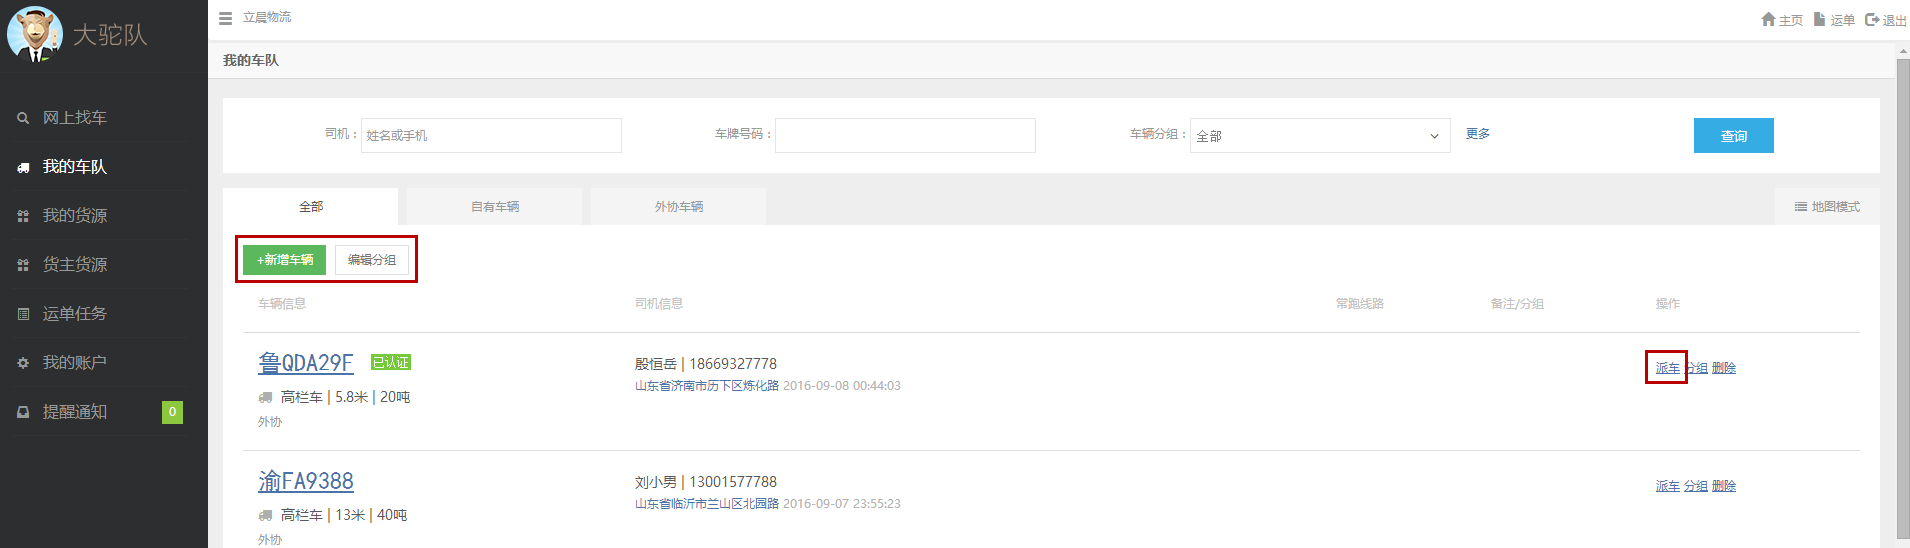 大驼队
立晨物流
主页 运单 退出
我的车队
网上找车
我的车队
我的货源
货主货源
运单任务
我的账户
提醒通知 0
司机： 姓名或手机 车牌号码： 车辆分组： 全部 更多 查询
全部 自有车辆 外协车辆 地图模式
+新增车辆 编辑分组
车辆信息 司机信息 常跑线路 备注/分组 操作
鲁QDA29F 已认证
殷恒岳 | 18669327778
派车 分组 删除
山东省济南市历下区炼化路 2016-09-08 00:44:03
高栏车 | 5.8米 | 20吨
外协
渝FA9388
刘小男 | 13001577788
派车 分组 删除
山东省临沂市兰山区北园路 2016-09-07 23:55:23
高栏车 | 13米 | 40吨
外协